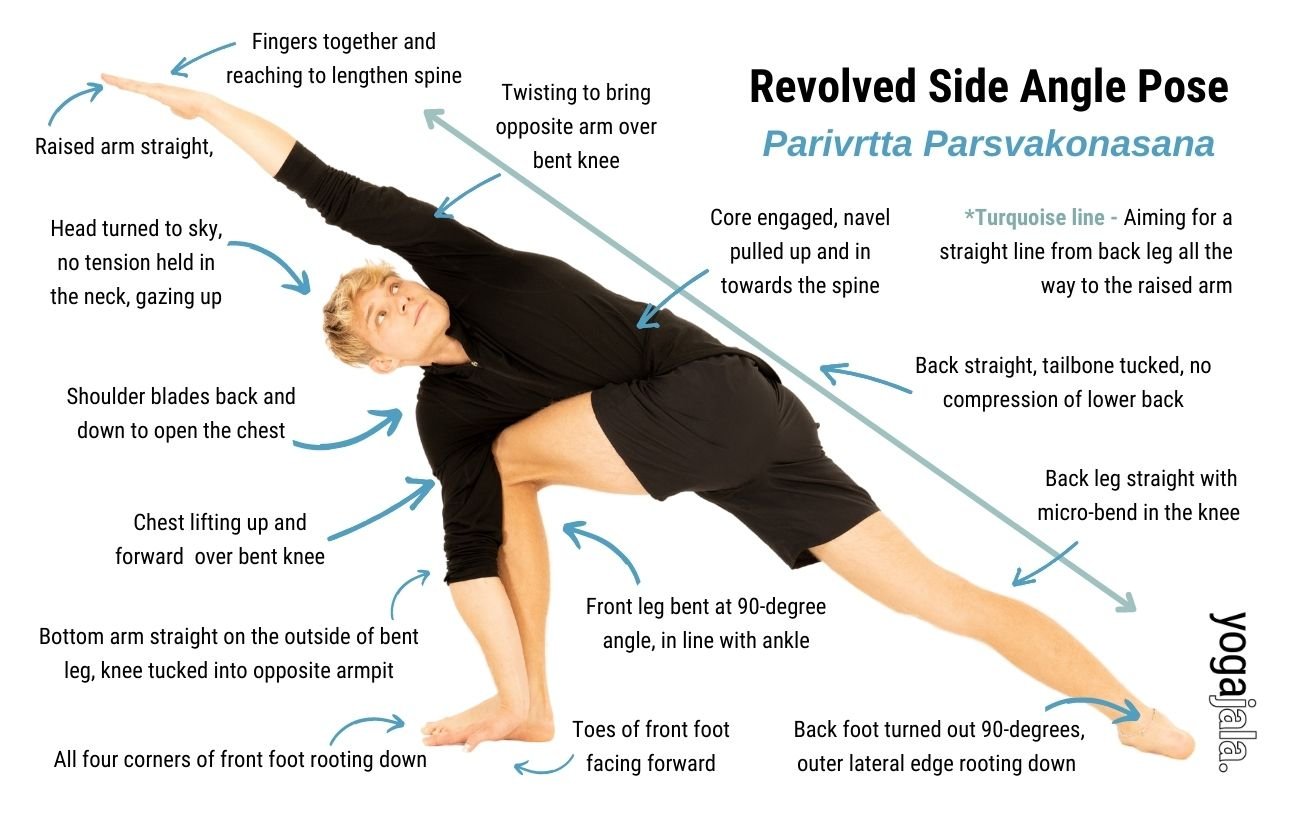 Revolved Side Angle Pose
Parivrtta Parsvakonasana
Fingers together and
reaching to lengthen spine
Raised arm straight,
Twisting to bring
opposite arm over
bent knee
Head turned to sky,
no tension held in
the neck, gazing up
Core engaged, navel
pulled up and in
towards the spine
*Turquoise line - Aiming for a
straight line from back leg all the
way to the raised arm
Back straight, tailbone tucked, no
compression of lower back
Shoulder blades back and
down to open the chest
Back leg straight with
micro-bend in the knee
Chest lifting up and
forward over bent knee
Front leg bent at 90-degree
angle, in line with ankle
Bottom arm straight on the outside of bent
leg, knee tucked into opposite armpit
All four corners of front foot rooting down
Toes of front foot
facing forward
Back foot turned out 90-degrees,
outer lateral edge rooting down
yogajala.